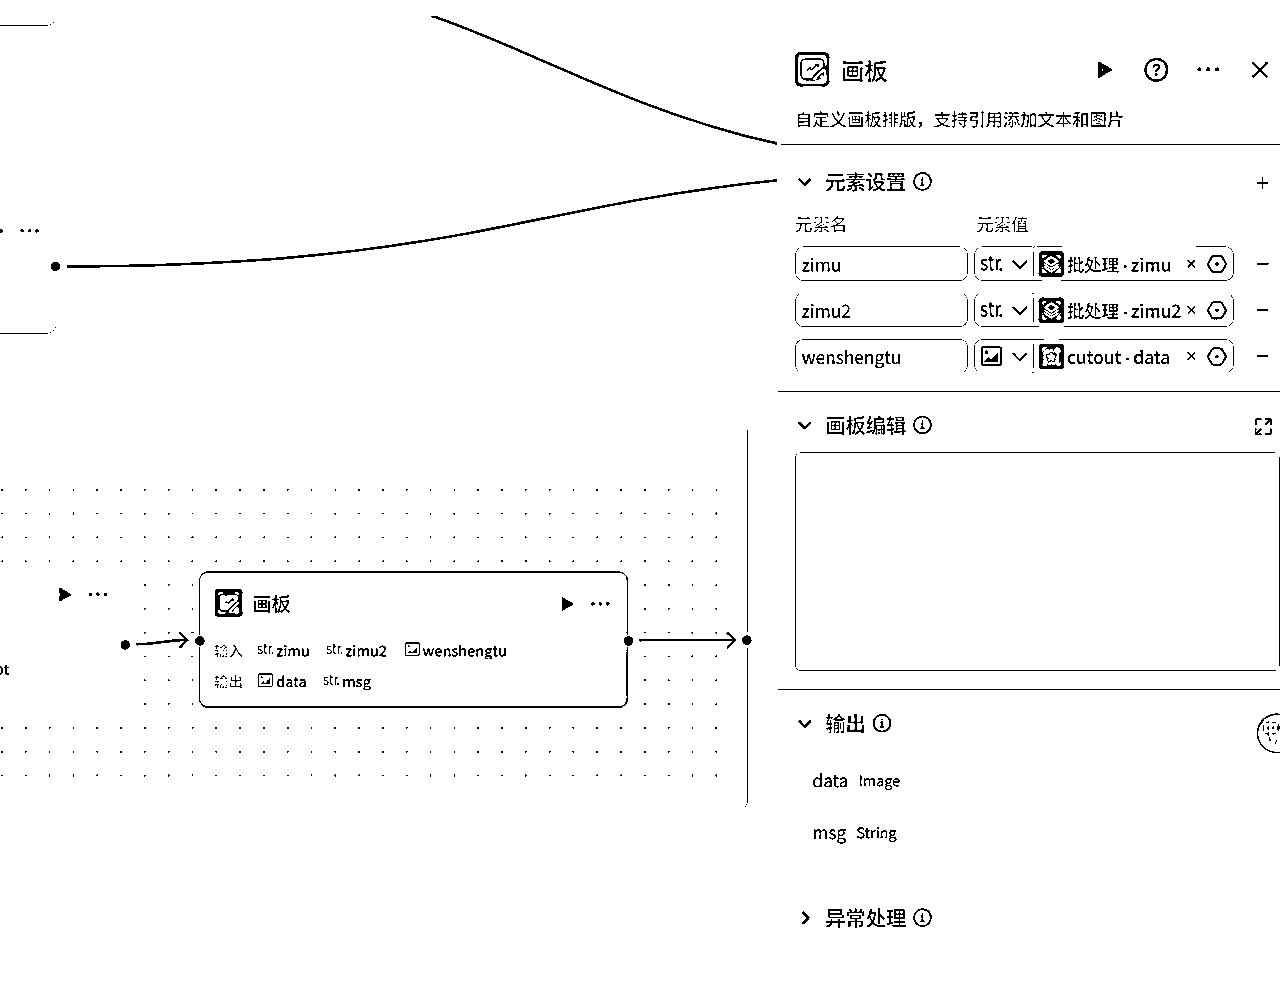 画板
自定义画板排版，支持引用添加文本和图片
元素设置
元素名 元素值
zimu str. 批处理 - zimu
zimu2 str. 批处理 - zimu2
wenshengtu cutout - data
画板编辑
画板
输入 str. zimu str. zimu2 wenshengtu
输出 data str. msg
输出
data Image
msg String
异常处理